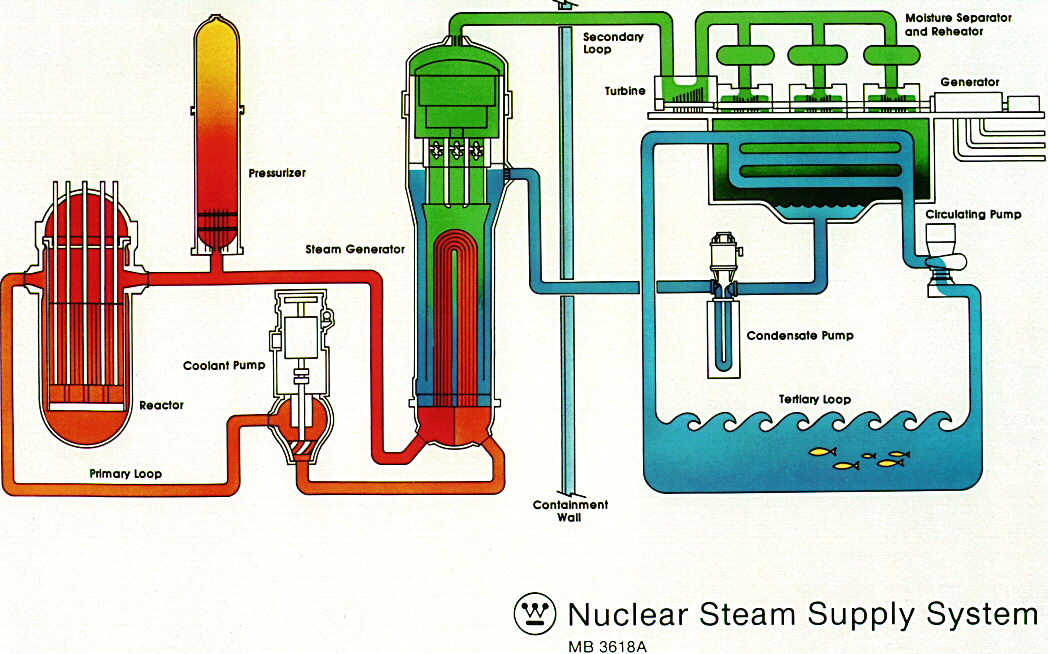 Secondary
Loop
Moisture Separator
and Reheator
Turbine
Generator
Pressurizer
Steam Generator
Circulating Pump
Coolant Pump
Condensate Pump
Reactor
Tertiary Loop
Primary Loop
Containment
Wall
W
Nuclear Steam Supply System
MB 3618A